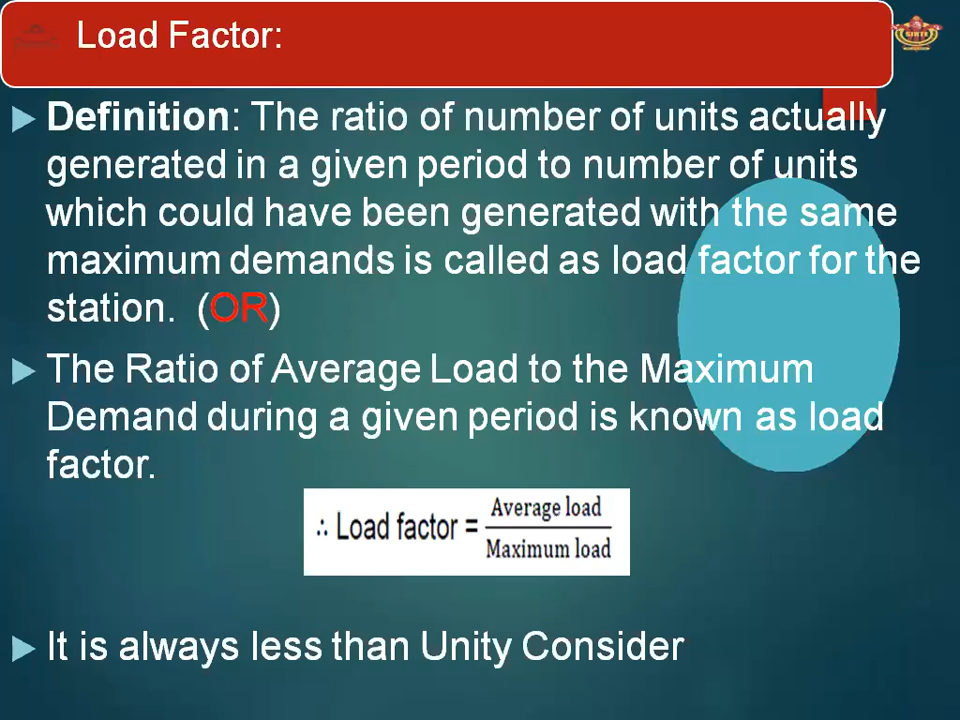 Load Factor:
Definition: The ratio of number of units actually
generated in a given period to number of units
which could have been generated with the same
maximum demands is called as load factor for the
station. (OR)
The Ratio of Average Load to the Maximum
Demand during a given period is known as load
factor.
∴ Load factor = Average load
Maximum load
It is always less than Unity Consider